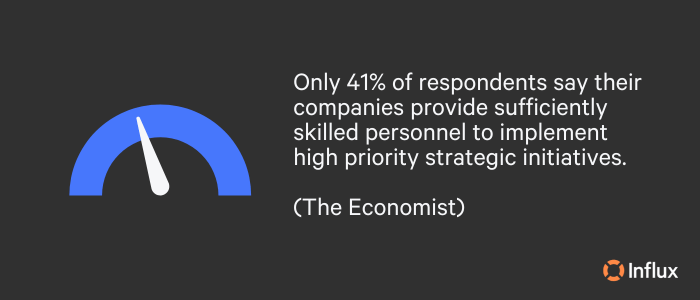 Only 41% of respondents say their
companies provide sufficiently
skilled personnel to implement
high priority strategic initiatives.
(The Economist)
Influx